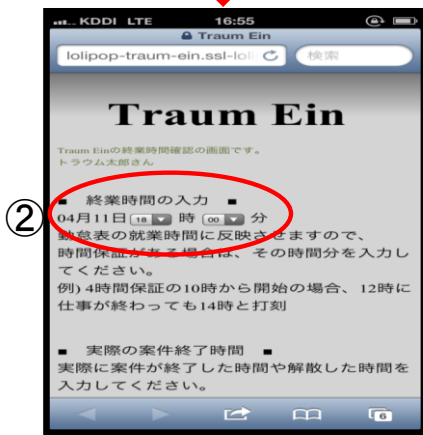 KDDI LTE 16:55
Traum Ein
lolipop-traum-ein.ssl-loli 検索
Traum Ein
Traum Einの終業時間確認の画面です。
トラウム太郎さん
②
■ 終業時間の入力 ■
04月11日 18 時 00 分
勤怠表の就業時間に反映させますので、
時間保証がある場合は、その時間分を入力し
てください。
例) 4時間保証の10時から開始の場合、12時に
仕事が終わっても14時と打刻
■ 実際の案件終了時間 ■
実際に案件が終了した時間や解散した時間を
入力してください。
6